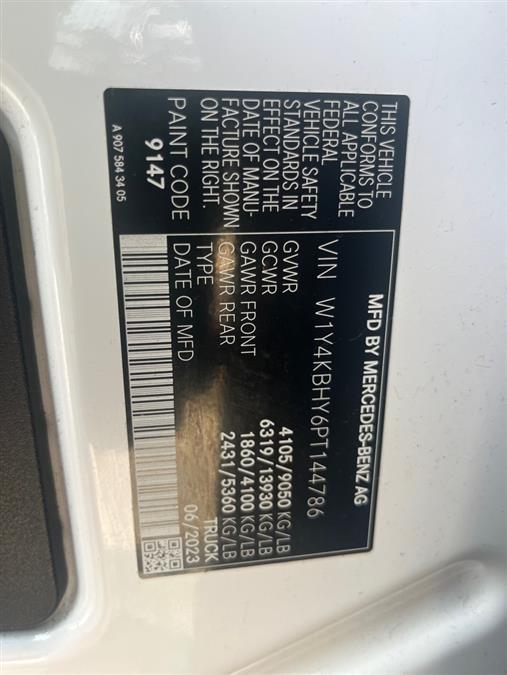 MFD BY MERCEDES-BENZ AG
VIN W1Y4KBHY6PT144786
THIS VEHICLE
CONFORMS TO
ALL APPLICABLE
FEDERAL
VEHICLE SAFETY
STANDARDS IN
EFFECT ON THE
DATE OF MANU-
FACTURE SHOWN
ON THE RIGHT.
GVWR 4105/9050 KG/LB
GCWR 6319/13930 KG/LB
GAWR FRONT 1860/4100 KG/LB
GAWR REAR 2431/5360 KG/LB
TYPE TRUCK
DATE OF MFD 06/2023
PAINT CODE
9147
A 907 584 34 05